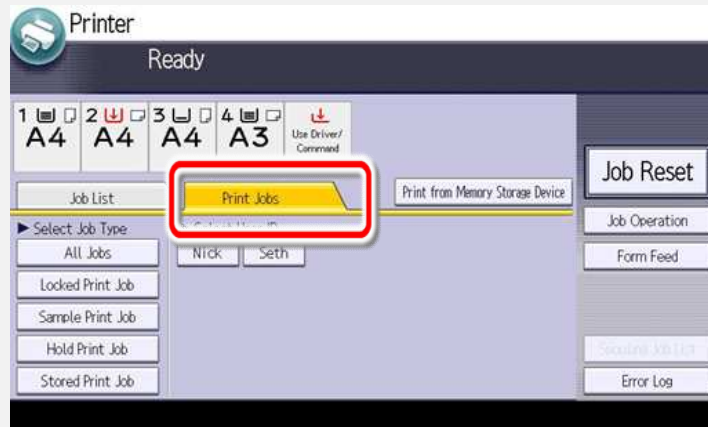 Printer
Ready
1 2 3 4
A4 A4 A4 A3 Use Driver/
Command
Job List
Print Jobs
Print from Memory Storage Device
Job Reset
Select Job Type
Job Operation
All Jobs
Nick
Seth
Form Feed
Locked Print Job
Sample Print Job
Hold Print Job
Stored Print Job
Error Log